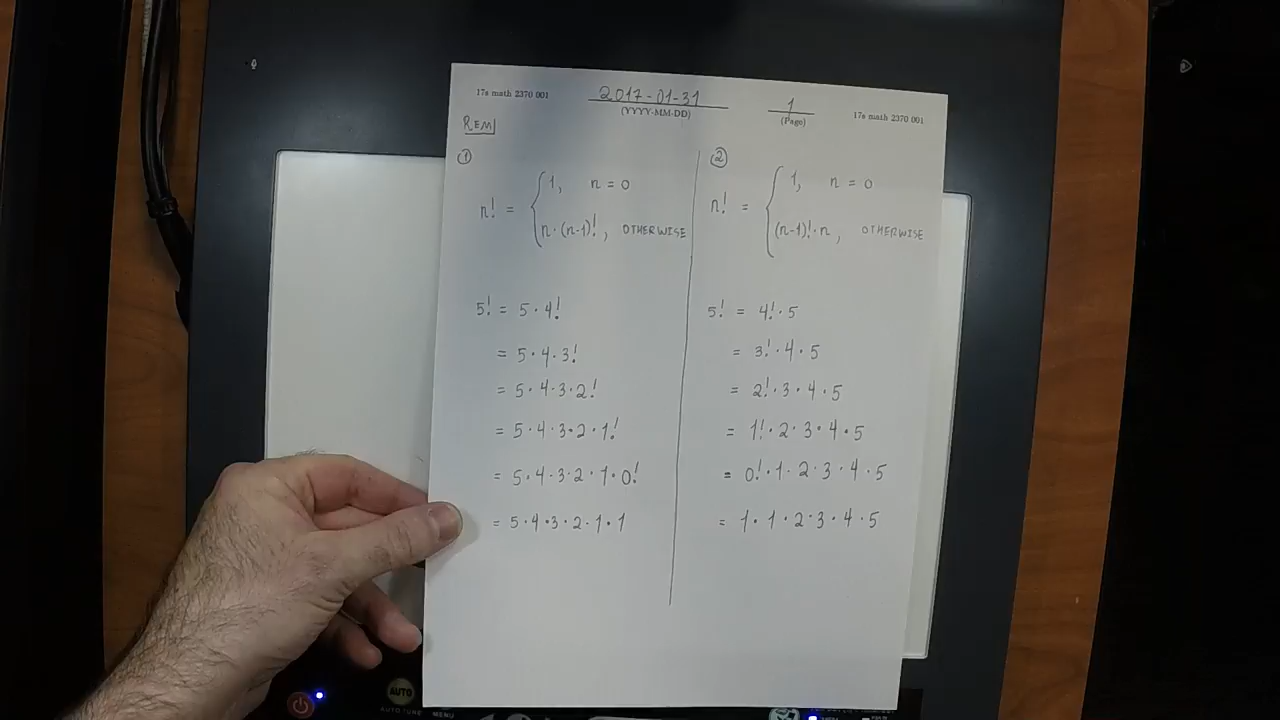 17s math 2370 001 2017-01-31 1 17s math 2370 001
(YYYY-MM-DD) (Page)
REM
①
n! = { 1, n = 0
n·(n-1)!, OTHERWISE
5! = 5·4!
= 5·4·3!
= 5·4·3·2!
= 5·4·3·2·1!
= 5·4·3·2·1·0!
= 5·4·3·2·1·1
②
n! = { 1, n = 0
(n-1)!·n, OTHERWISE
5! = 4!·5
= 3!·4·5
= 2!·3·4·5
= 1!·2·3·4·5
= 0!·1·2·3·4·5
= 1·1·2·3·4·5
AUTO
AUTO TUNE MENU